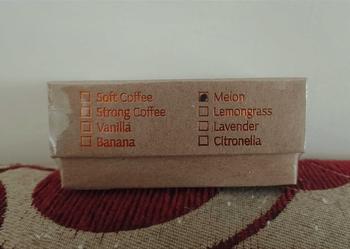 Soft Coffee
Strong Coffee
Vanilla
Banana
Melon
Lemongrass
Lavender
Citronella